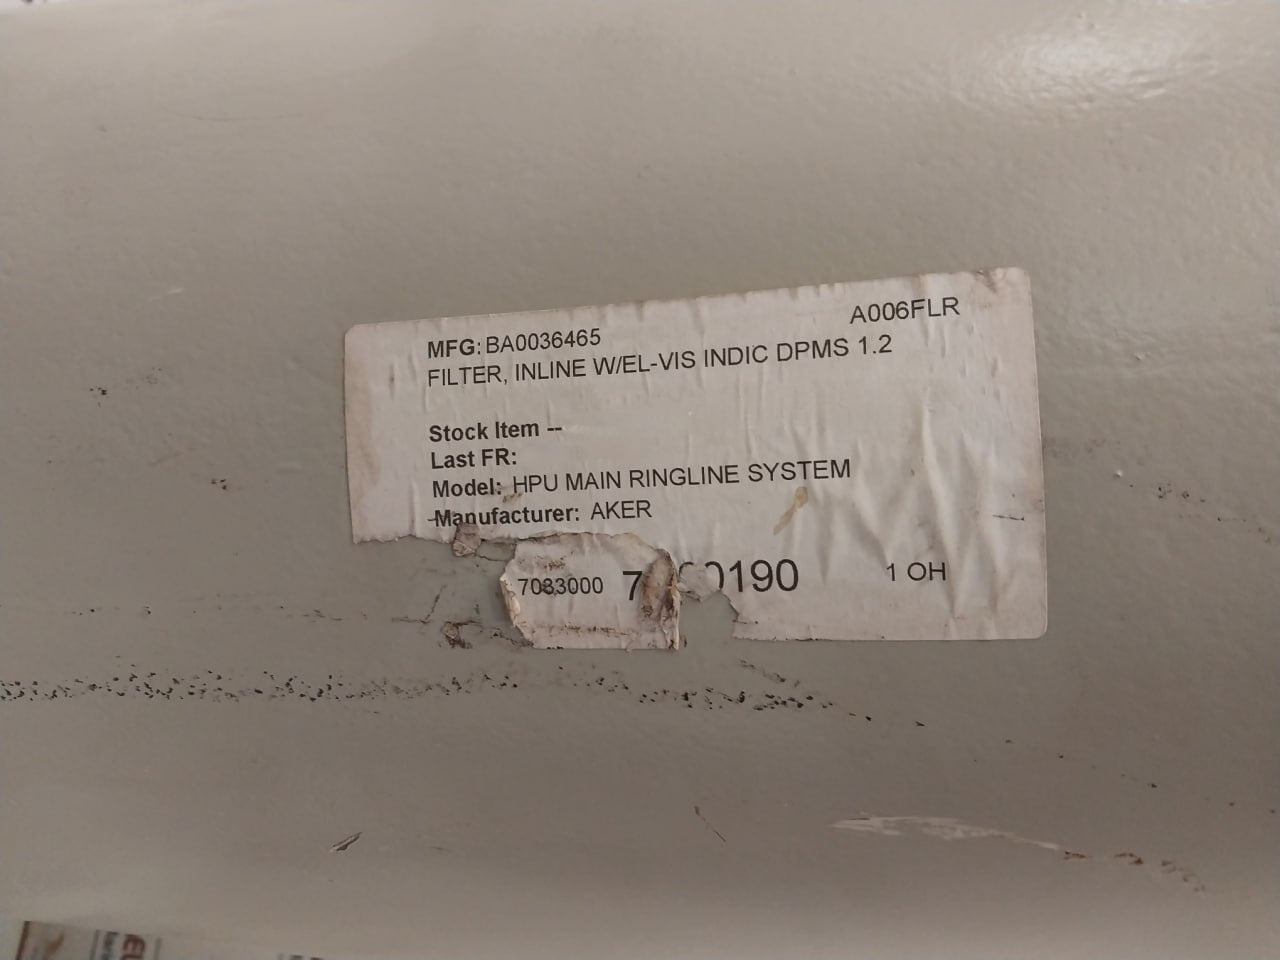 A006FLR
MFG: BA0036465
FILTER, INLINE W/EL-VIS INDIC DPMS 1.2
Stock Item --
Last FR:
Model: HPU MAIN RINGLINE SYSTEM
Manufacturer: AKER
7083000 1 OH